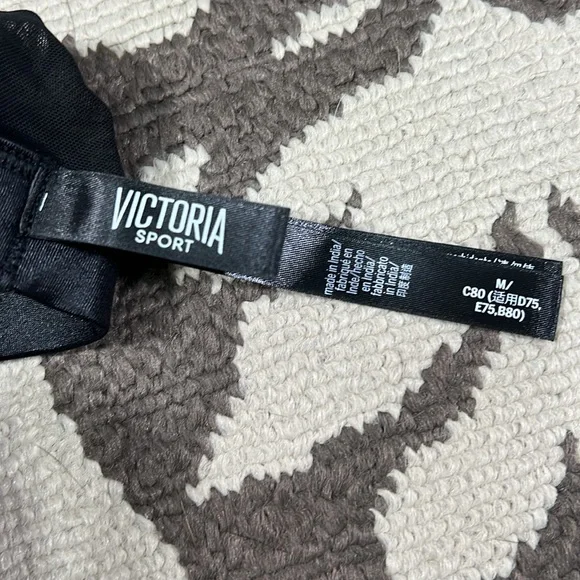 VICTORIA
SPORT
made in India/
fabriqué en
Inde/hecho
en India/
fabricado
in India/
印度制造
M/
C80 (适用D75,
E75,B80)